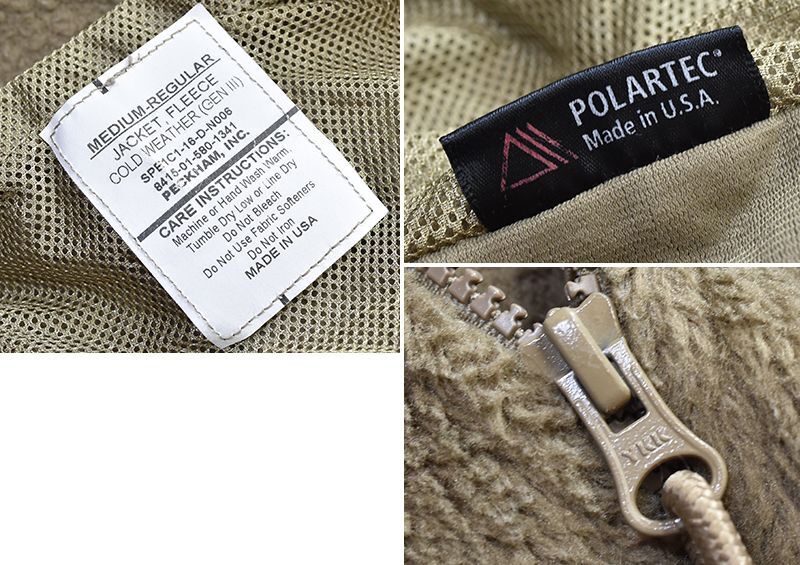 MEDIUM-REGULAR
JACKET, FLEECE
COLD WEATHER (GEN III)
SPE1C1-16-D-N006
8415-01-580-1341
PECKHAM, INC.
CARE INSTRUCTIONS:
Machine or Hand Wash Warm.
Tumble Dry Low or Line Dry
Do Not Bleach
Do Not Use Fabric Softeners
Do Not Iron
MADE IN USA
POLARTEC®
Made in U.S.A.
YKK